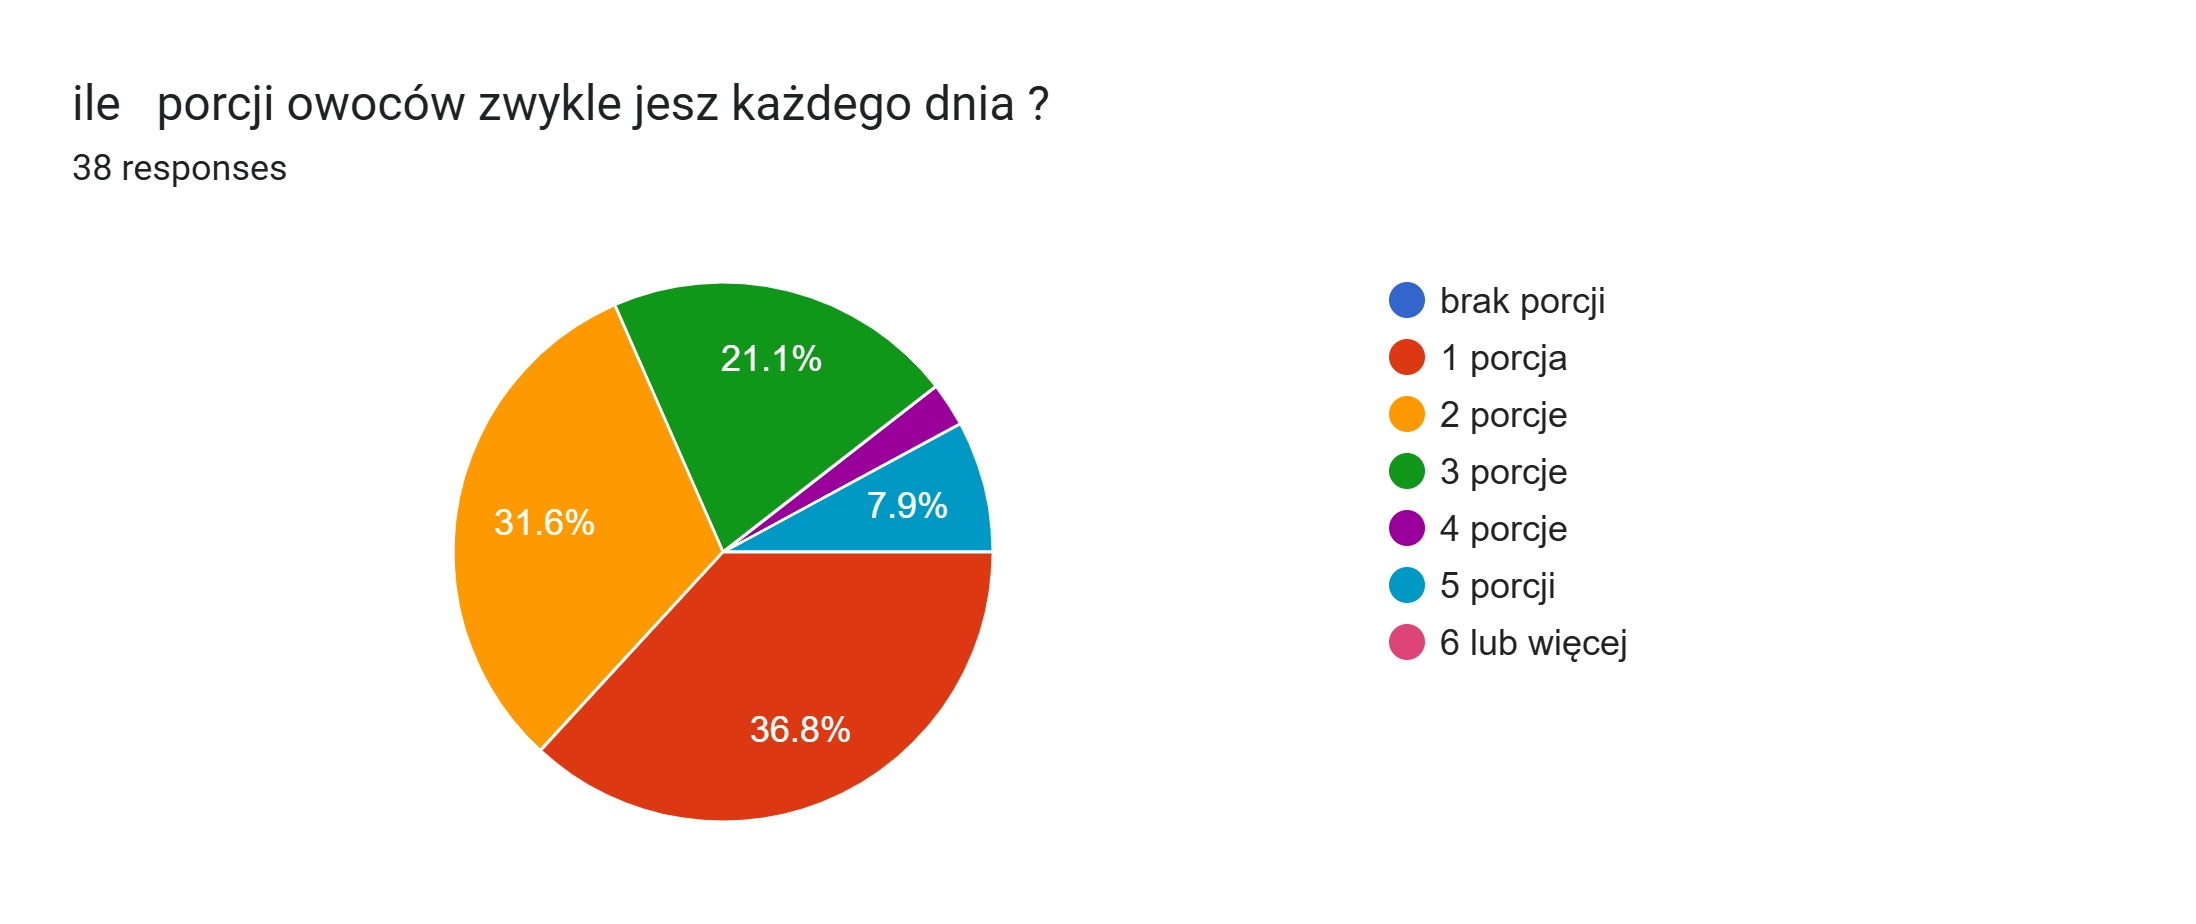 ile   porcji owoców zwykle jesz każdego dnia ?
38 responses
21.1%
7.9%
31.6%
36.8%
brak porcji
1 porcja
2 porcje
3 porcje
4 porcje
5 porcji
6 lub więcej